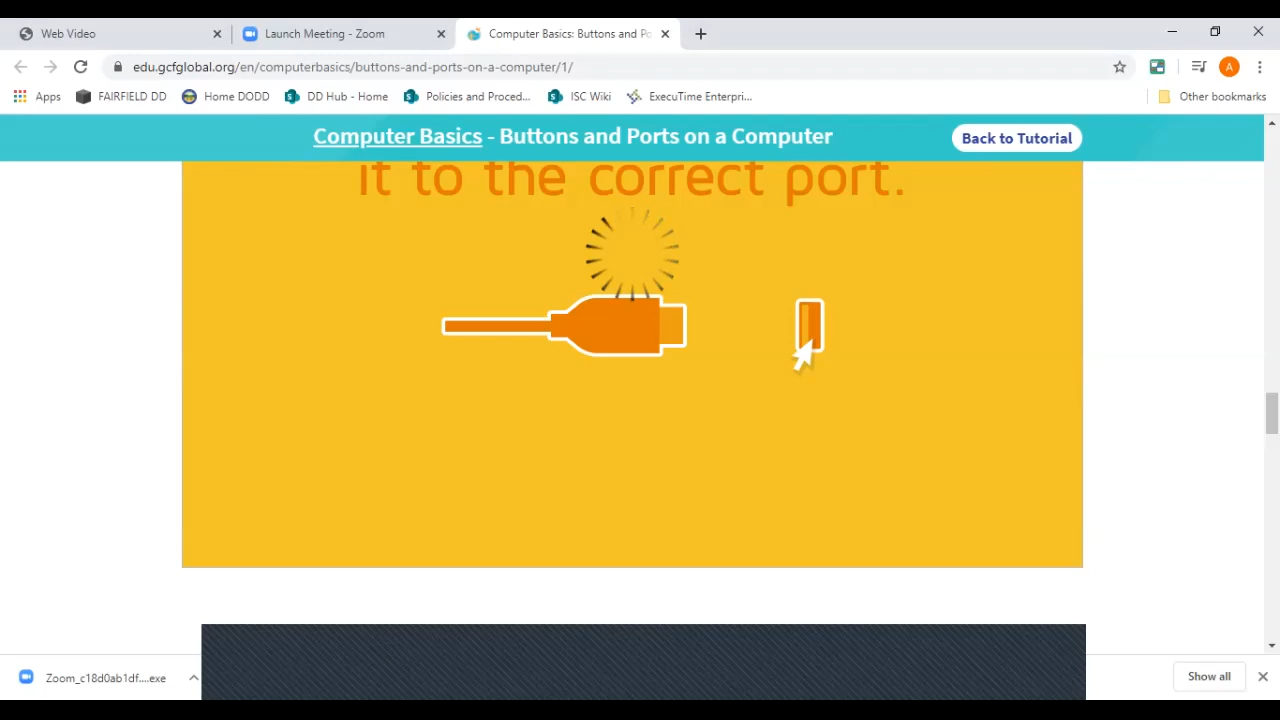 Web Video
Launch Meeting - Zoom
Computer Basics: Buttons and Po
edu.gcfglobal.org/en/computerbasics/buttons-and-ports-on-a-computer/1/
A
Apps
FAIRFIELD DD
Home DODD
DD Hub - Home
Policies and Proced...
ISC Wiki
ExecuTime Enterpri...
Other bookmarks
Computer Basics - Buttons and Ports on a Computer
Back to Tutorial
it to the correct port.
Zoom_c18d0ab1df....exe
Show all